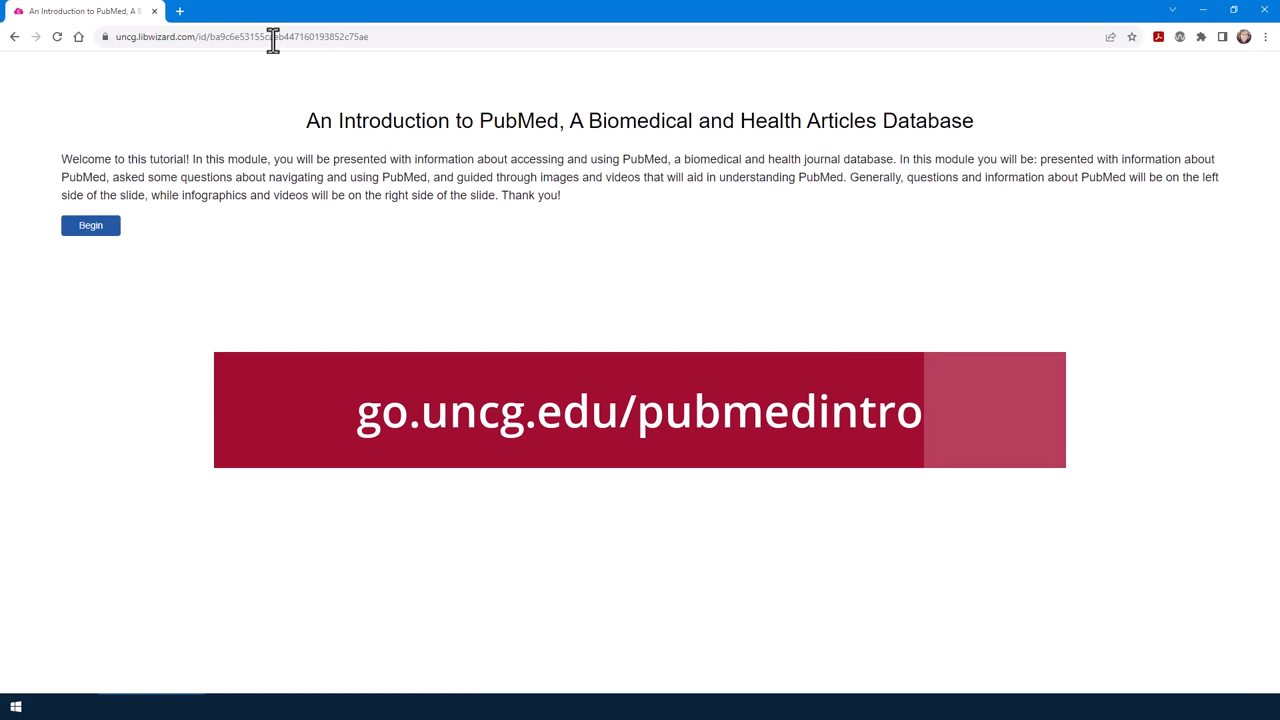 An Introduction to PubMed, A B
uncg.libwizard.com/id/ba9c6e53155caeb447160193852c75ae
An Introduction to PubMed, A Biomedical and Health Articles Database
Welcome to this tutorial! In this module, you will be presented with information about accessing and using PubMed, a biomedical and health journal database. In this module you will be: presented with information about
PubMed, asked some questions about navigating and using PubMed, and guided through images and videos that will aid in understanding PubMed. Generally, questions and information about PubMed will be on the left
side of the slide, while infographics and videos will be on the right side of the slide. Thank you!
Begin
go.uncg.edu/pubmedintro